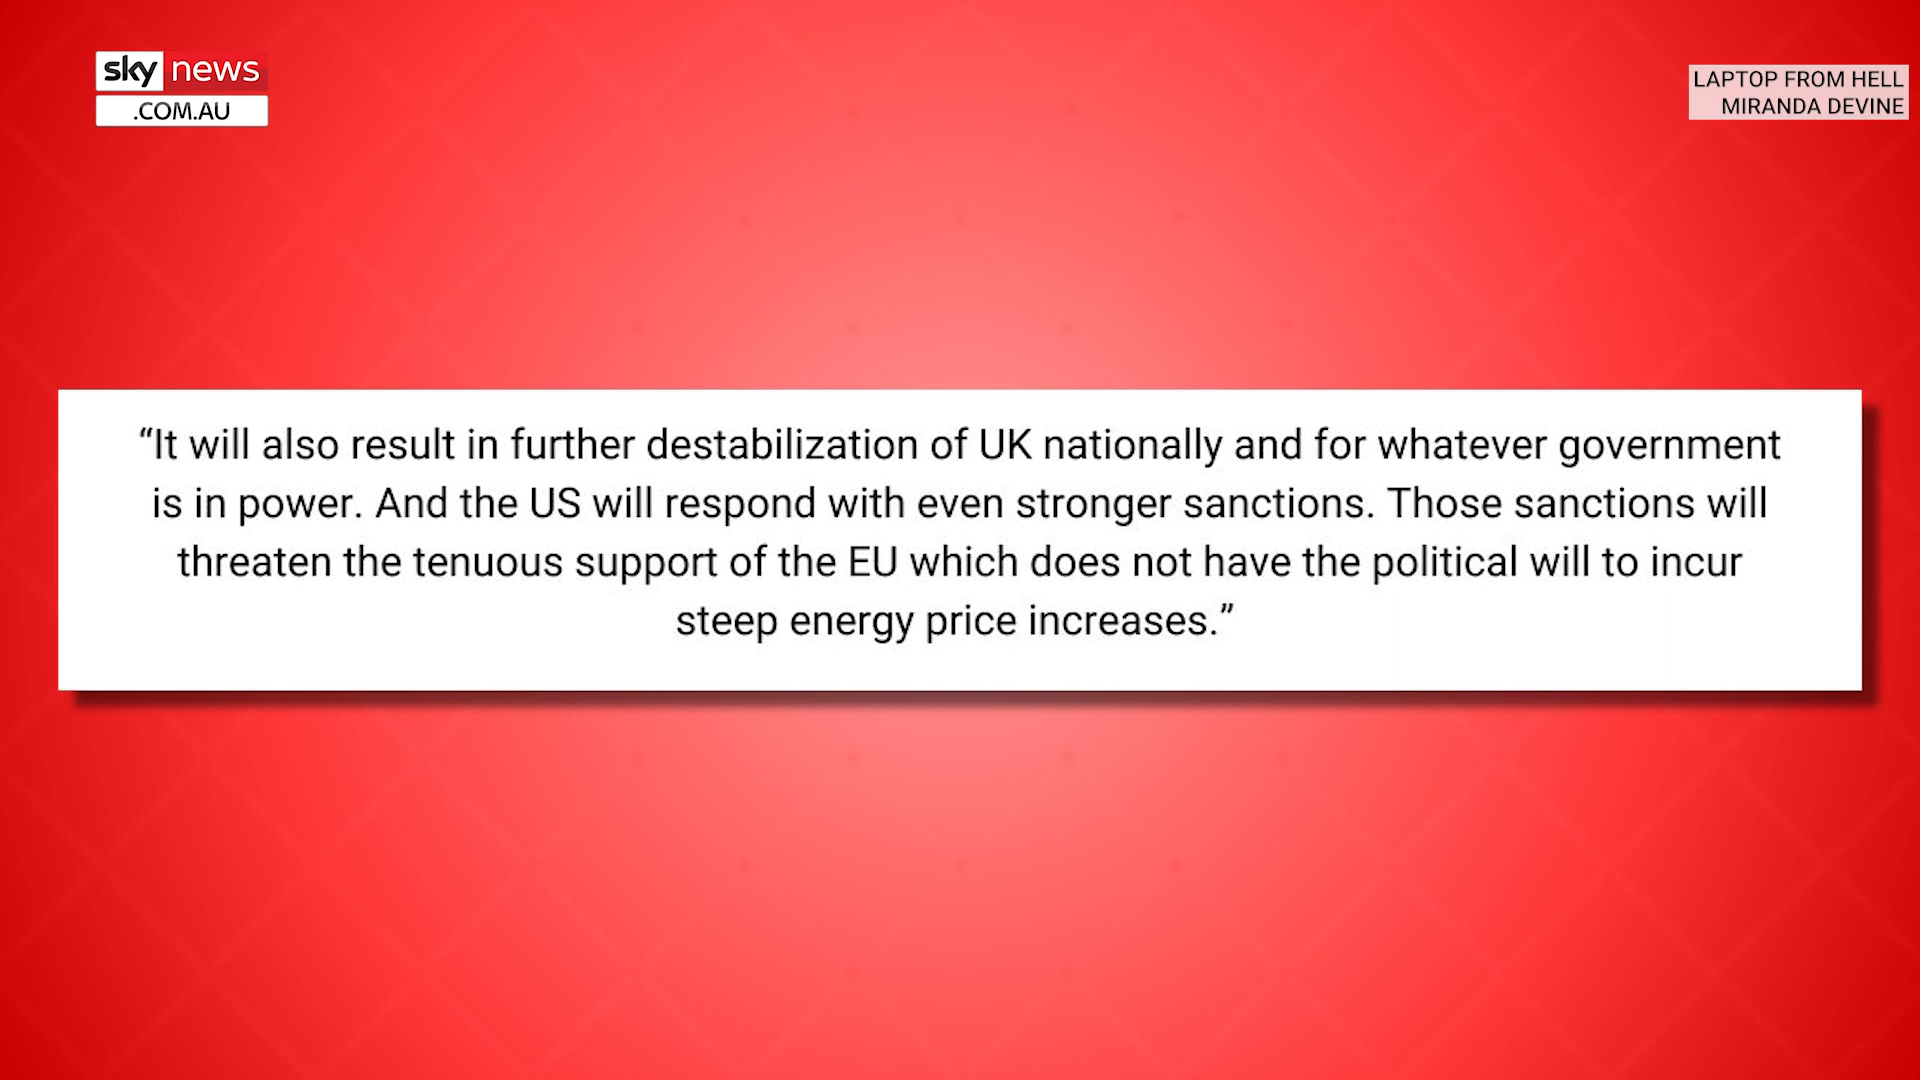 sky news
.COM.AU
LAPTOP FROM HELL
MIRANDA DEVINE
“It will also result in further destabilization of UK nationally and for whatever government
is in power. And the US will respond with even stronger sanctions. Those sanctions will
threaten the tenuous support of the EU which does not have the political will to incur
steep energy price increases.”